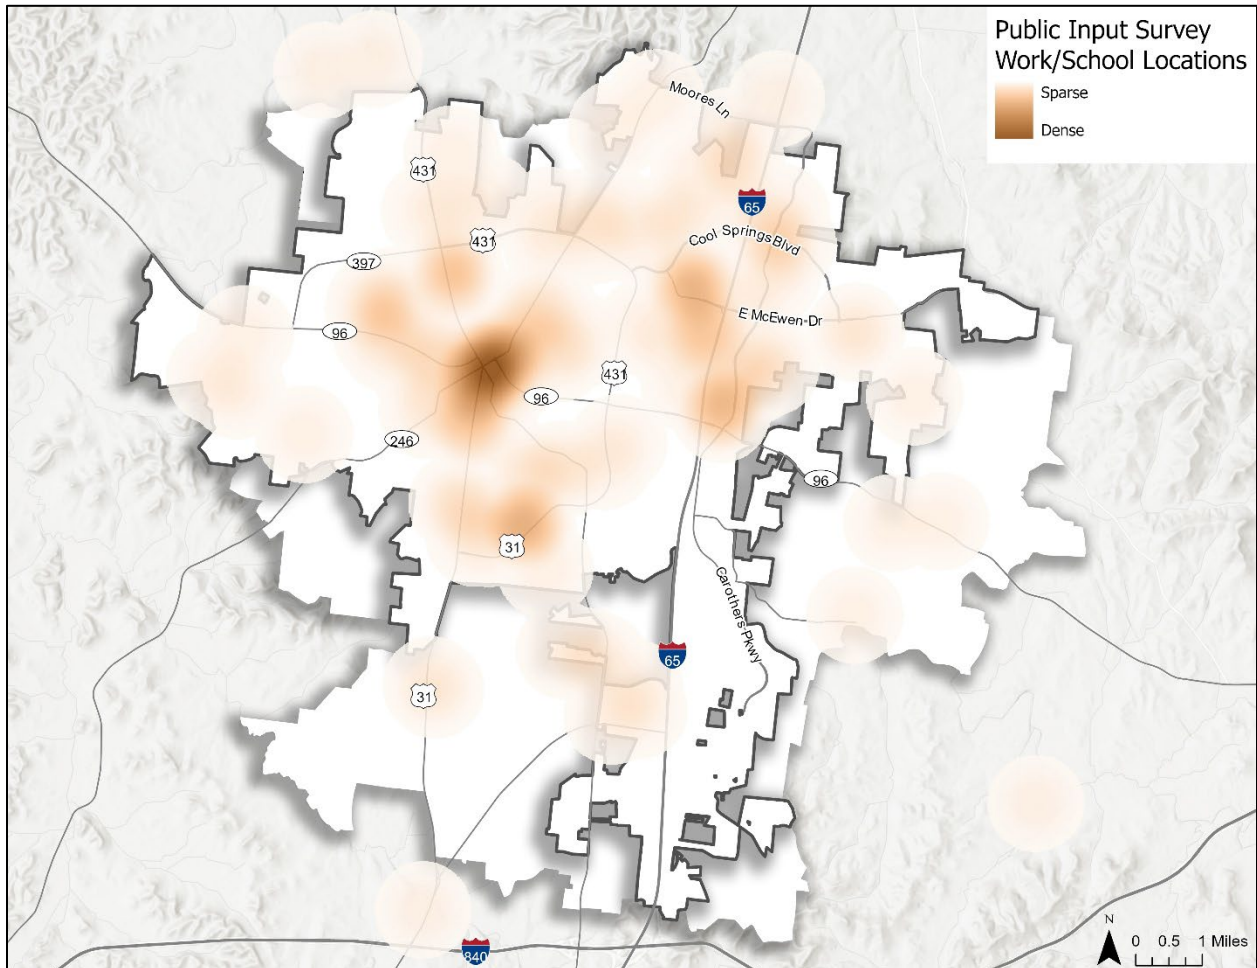 Public Input Survey
Work/School Locations
Sparse
Dense
Moores Ln
431
65
431
Cool Springs Blvd
397
96
E McEwen Dr
431
96
246
96
31
Carothers Pkwy
65
31
840
N
0 0.5 1 Miles